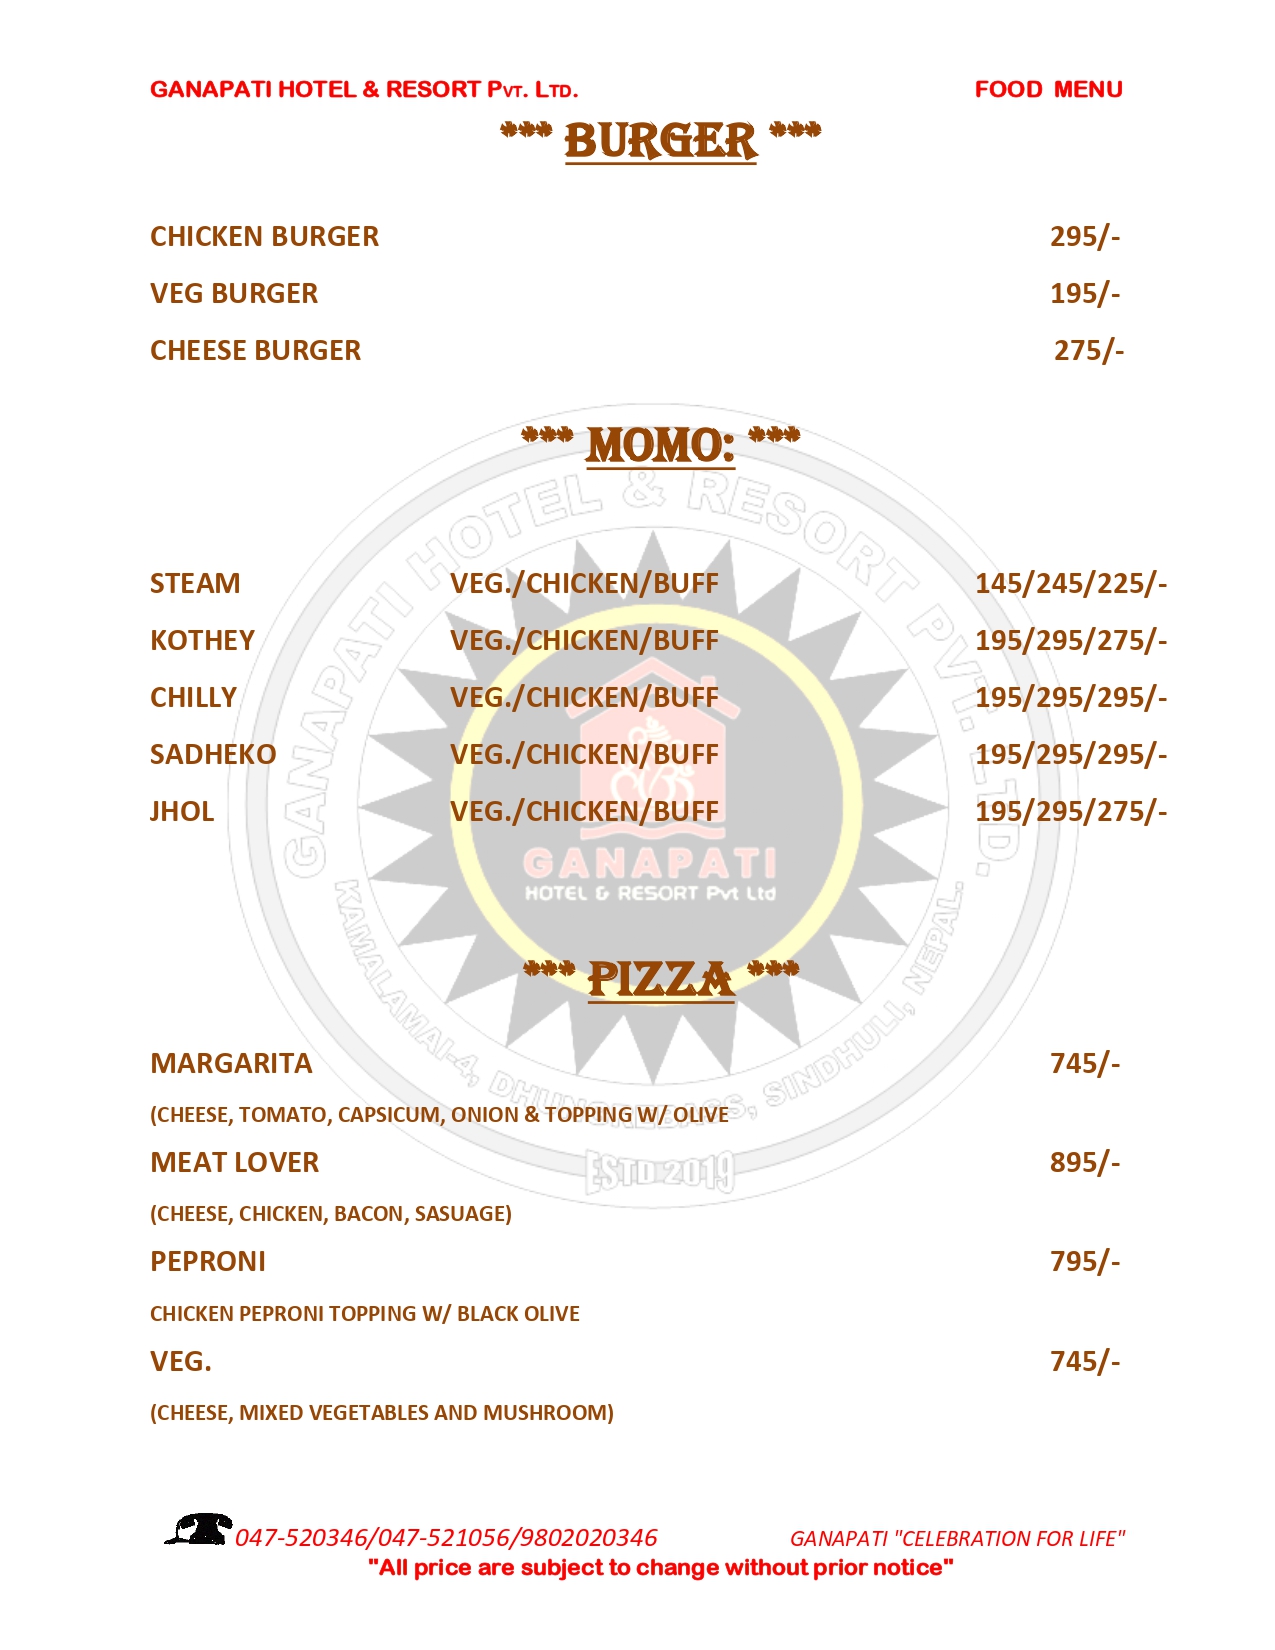 GANAPATI HOTEL & RESORT PVT. LTD. FOOD MENU
*** BURGER ***
CHICKEN BURGER 295/-
VEG BURGER 195/-
CHEESE BURGER 275/-
*** MOMO: ***
GANAPATI HOTEL & RESORT PVT. LTD.
STEAM VEG./CHICKEN/BUFF 145/245/225/-
KOTHEY VEG./CHICKEN/BUFF 195/295/275/-
CHILLY VEG./CHICKEN/BUFF 195/295/295/-
SADHEKO VEG./CHICKEN/BUFF 195/295/295/-
JHOL VEG./CHICKEN/BUFF 195/295/275/-
GANAPATI
HOTEL & RESORT Pvt Ltd
*** PIZZA ***
MARGARITA 745/-
KAMALAMAI-4, SINDHULI, NEPAL.
(CHEESE, TOMATO, CAPSICUM, ONION & TOPPING W/ OLIVE
MEAT LOVER 895/-
ESTD 2019
(CHEESE, CHICKEN, BACON, SASUAGE)
PEPRONI 795/-
CHICKEN PEPRONI TOPPING W/ BLACK OLIVE
VEG. 745/-
(CHEESE, MIXED VEGETABLES AND MUSHROOM)
047-520346/047-521056/9802020346 GANAPATI "CELEBRATION FOR LIFE"
"All price are subject to change without prior notice"